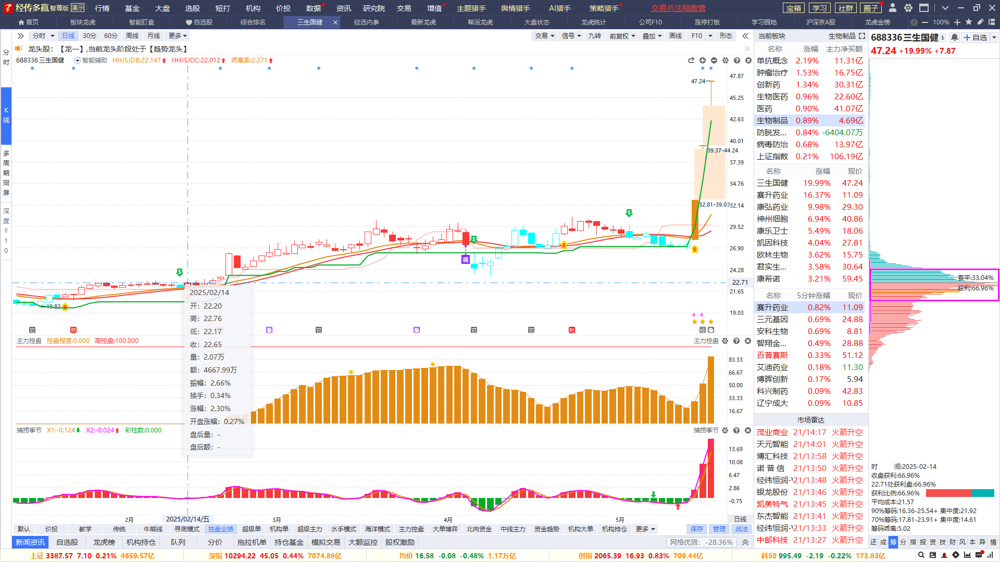 经传多赢 智尊版 演示 行情 基金 大盘 选股 短打 机构 价投 数据 资讯 研究院 交易 增值 主题猎手 舆情猎手 AI猎手 策略猎手 交易兵法陪跑营 宝箱 学习 社群 圈子
首页 板块龙虎 智能盯盘 自选股 综合排名 三生国健 × 经选内参 最新龙虎 帮派龙虎 大盘状态 龙虎统计 公司F10 涨停打板 学习园地 沪深京A股 龙虎金榜 100%
分时 日线 30分 60分 周线 月线 更多 交易 信号 九转 前复权 叠加 画线 F10 形态
龙头股：【龙一】,当前龙头阶段处于【趋势龙头】
688336 三生国健 智能辅助 HHJSJDB:22.147 HHJSJDC:22.012 乖离率:2.271
分时
K线
多周期同屏
深度F10
47.87
45.25
42.63
40.01
37.39
34.76
32.14
29.52
26.90
24.28
22.71
21.65
19.03
47.24
39.37-44.24
32.81-39.00
19.82
S
B
调
S
B
S
B
预
财
经
2025/02/14
开：22.20
高：22.76
低：22.17
收：22.65
量：2.07万
额：4667.99万
振幅：2.66%
换手：0.34%
涨幅：2.30%
开盘涨幅：0.27%
盘后量：-
盘后额：-
主力控盘 控盘程度:0.000 高控盘:100.000 主力控盘
83.33
66.67
50.00
33.33
16.67
捕捞季节 X1:-0.124 X2:-0.024 彩柱数:0.000 捕捞季节
13.69
10.08
6.47
2.86
-0.75
2月 2025/02/14/五 3月 4月 5月 日线
默认 价投 教学 传统 牛熊线 寻底模式 控盘业绩 超级单 机构单 超级主力 水手模式 海洋模式 主力控盘 大单博弈 北向资金 中线主力 资金趋势 机构大单 机构持仓 更多 保存 管理 战法
新闻资讯 自选股 龙虎榜 机构持仓 队列 分价 拖拉机单 持仓基金 模拟交易 大额监控 股权激励 网格优测：-28.36%
当前板块 生物制品
名称 涨幅 主力净买额
单抗概念 2.19% 11.31亿
肿瘤治疗 1.53% 16.75亿
创新药 1.34% 30.31亿
生物医药 0.96% 22.60亿
医药 0.90% 41.07亿
生物制品 0.89% 4.69亿
防脱发... 0.84% -6404.07万
病毒防治 0.68% 13.97亿
上证指数 0.21% 106.19亿
名称 涨幅 现价
三生国健 19.99% 47.24
赛升药业 16.37% 11.09
康弘药业 9.98% 29.30
神州细胞 6.94% 40.86
康乐卫士 5.49% 18.06
凯因科技 4.04% 27.81
欧林生物 3.62% 15.75
君实生... 3.58% 30.64
康希诺 3.21% 59.45
名称 5分钟涨幅 现价
赛升药业 0.82% 11.09
三元基因 0.69% 24.88
安科生物 0.69% 8.81
智翔金... 0.49% 28.88
百普赛斯 0.33% 51.12
艾迪药业 0.18% 11.30
博晖创新 0.17% 5.94
科兴制药 0.09% 42.83
辽宁成大 0.09% 10.85
市场雷达
茂业商业 21/14:17 火箭升空
天元智能 21/14:01 火箭升空
博汇科技 21/13:58 火箭升空
诺 普 信 21/13:50 火箭升空
经纬恒润- 21/13:48 火箭升空
银龙股份 21/13:46 火箭升空
凯美特气 21/13:45 火箭升空
东杰智能 21/13:41 火箭升空
经纬恒润- 21/13:33 火箭升空
中邮科技 21/13:27 火箭升空
688336 三生国健 自选
47.24 +19.99% +7.87
套牢:33.04%
获利:66.96%
时 间:2025-02-14
收盘获利:66.96%
22.71处获利盘:66.96%
获利比例:66.96%
平均成本:21.57
90%筹码:16.36-25.54+ 集中度:21.92
70%筹码:17.81-23.91+ 集中度:14.61
筹码乖离:5.02
还 成 筹 分 指 报 资 技 财 风 本 异 情
上证 3387.57 7.10 0.21% 4659.57亿 深指 10294.22 45.05 0.44% 7074.88亿 均价 16.58 -0.08 -0.48% 1.17万亿 创指 2065.39 16.93 0.83% 709.44亿 科50 995.49 -2.19 -0.22% 173.83亿